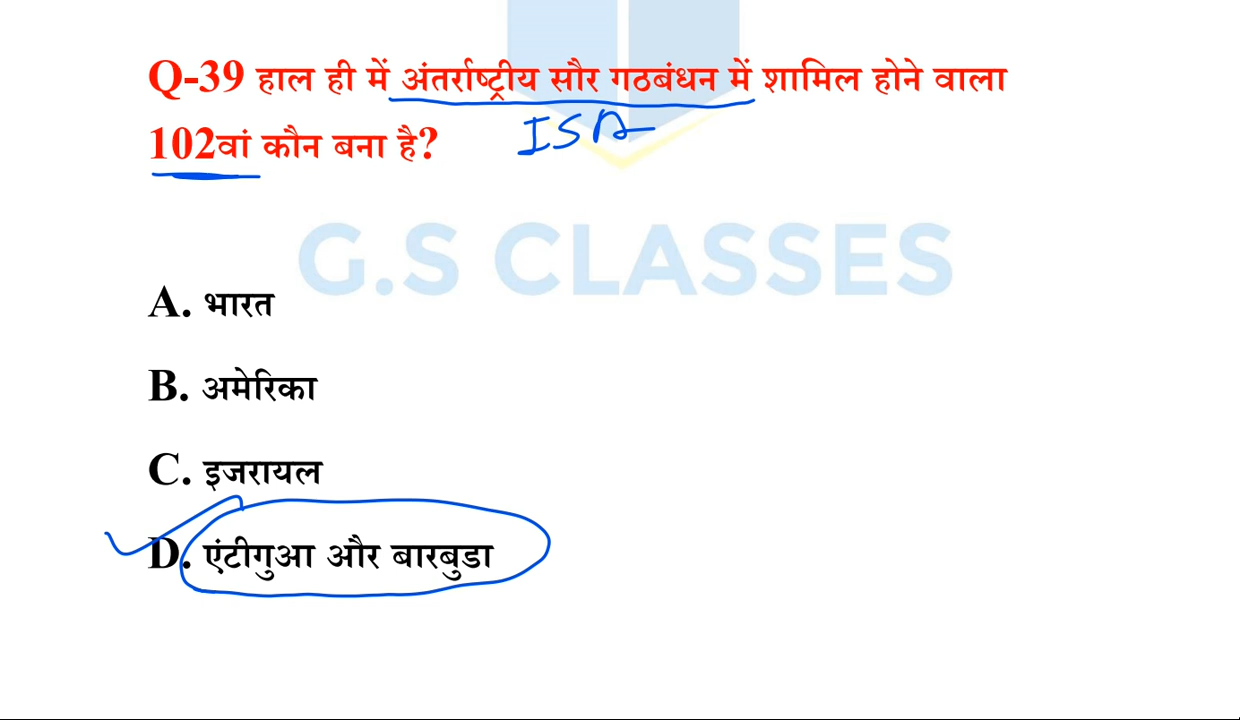 Q-39 हाल ही में अंतर्राष्ट्रीय सौर गठबंधन में शामिल होने वाला
102वां कौन बना है?
ISA
G.S CLASSES
A. भारत
B. अमेरिका
C. इजरायल
D. एंटीगुआ और बारबुडा